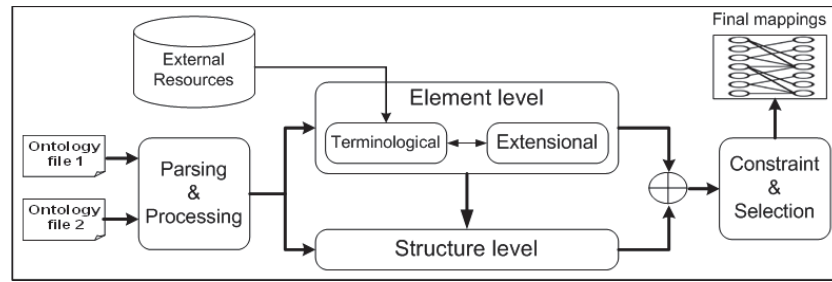 Final mappings
External
Resources
Element level
Terminological
Extensional
Ontology
file 1
Ontology
file 2
Parsing
&
Processing
Structure level
Constraint
&
Selection